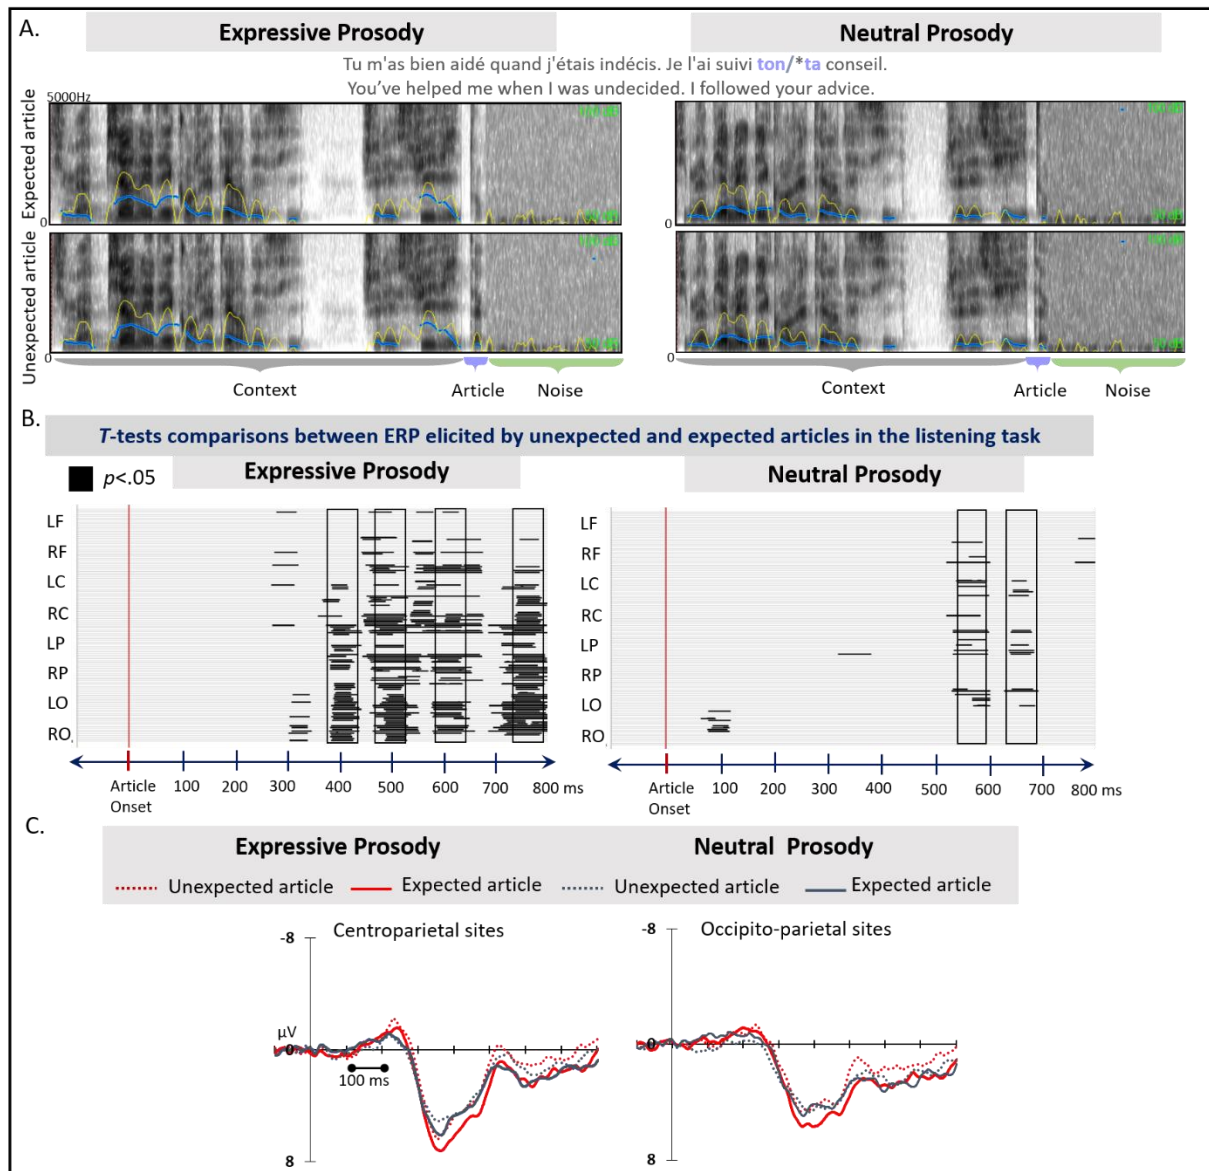 A.
Expressive Prosody
Neutral Prosody
Tu m'as bien aidé quand j'étais indécis. Je l'ai suivi ton/*ta conseil.
You've helped me when I was undecided. I followed your advice.
Expected article
5000Hz
0
0
Unexpected article
0
0
Context
Article
Noise
Context
Article
Noise
B.
T-tests comparisons between ERP elicited by unexpected and expected articles in the listening task
Expressive Prosody
Neutral Prosody
p<.05
LF
RF
LC
RC
LP
RP
LO
RO
Article Onset
100 200 300 400 500 600 700 800 ms
LF
RF
LC
RC
LP
RP
LO
RO
Article Onset
100 200 300 400 500 600 700 800 ms
C.
Expressive Prosody
Neutral Prosody
Unexpected article Expected article Unexpected article Expected article
Centroparietal sites
-8
µV
0
100 ms
8
Occipito-parietal sites
-8
0
8